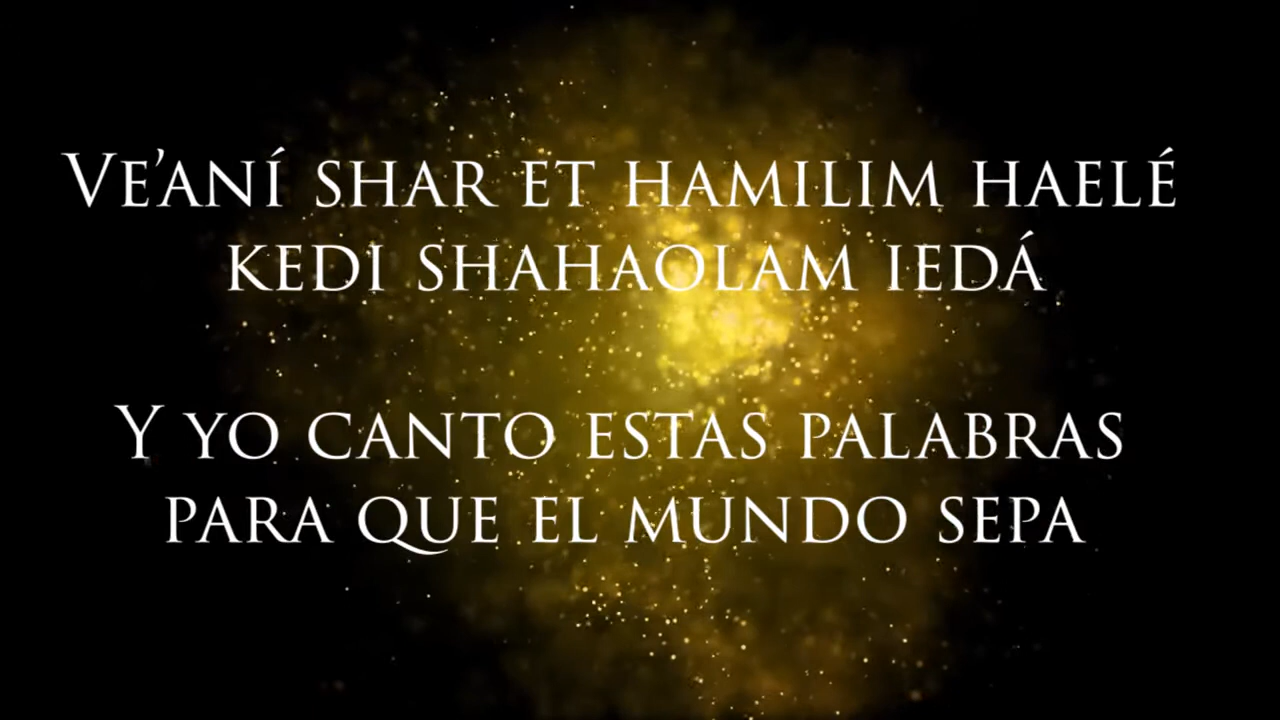 Ve’aní shar et hamilim haelé
kedi shahaolam iedá
Y yo canto estas palabras
para que el mundo sepa